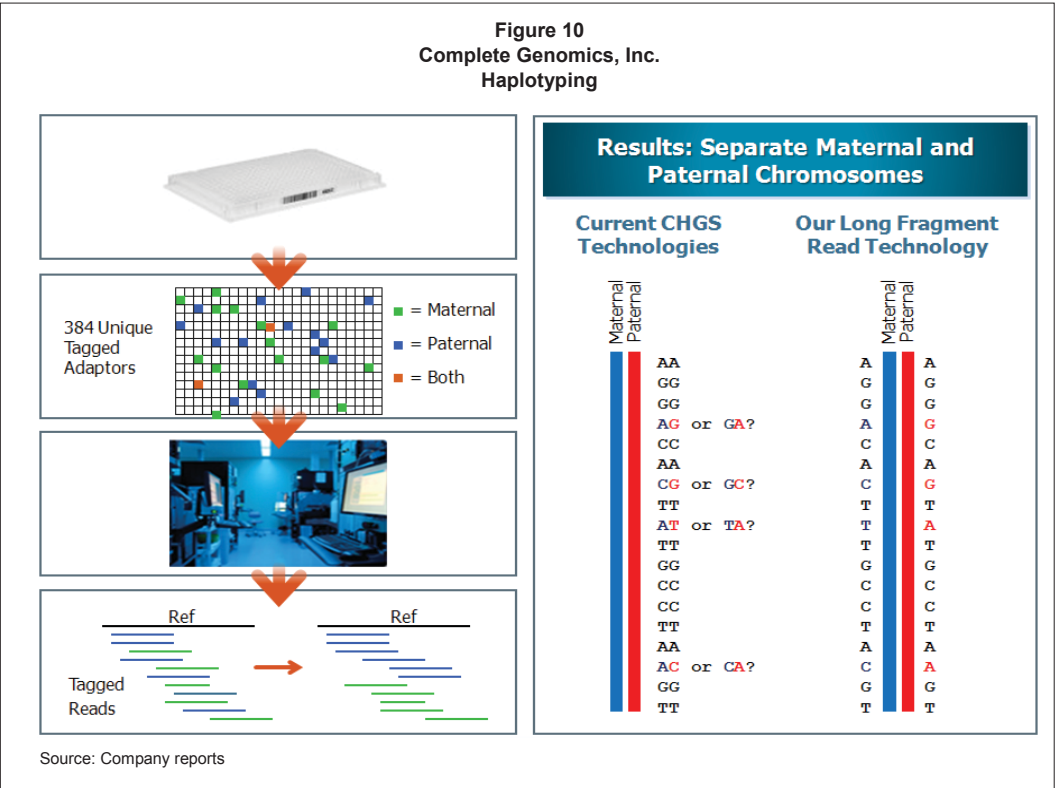 Figure 10
Complete Genomics, Inc.
Haplotyping
384 Unique
Tagged
Adaptors
= Maternal
= Paternal
= Both
Ref
Ref
Tagged
Reads
Results: Separate Maternal and
Paternal Chromosomes
Current CHGS
Technologies
Our Long Fragment
Read Technology
Maternal
Paternal
Maternal
Paternal
AA
GG
GG
AG or GA?
CC
AA
CG or GC?
TT
AT or TA?
TT
GG
CC
CC
TT
AA
AC or CA?
GG
TT
A A
G G
G G
A G
C C
A A
C G
T T
T A
T T
G G
C C
C C
T T
A A
C A
G G
T T
Source: Company reports